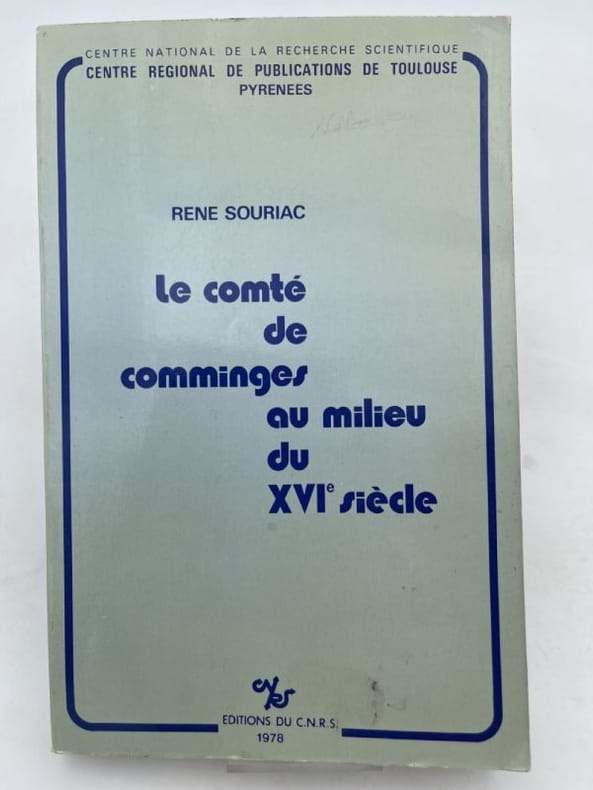 CENTRE NATIONAL DE LA RECHERCHE SCIENTIFIQUE
CENTRE REGIONAL DE PUBLICATIONS DE TOULOUSE
PYRENEES
RENE SOURIAC
Le comté
de
comminges
au milieu
du
XVIe siècle
EDITIONS DU C.N.R.S.
1978